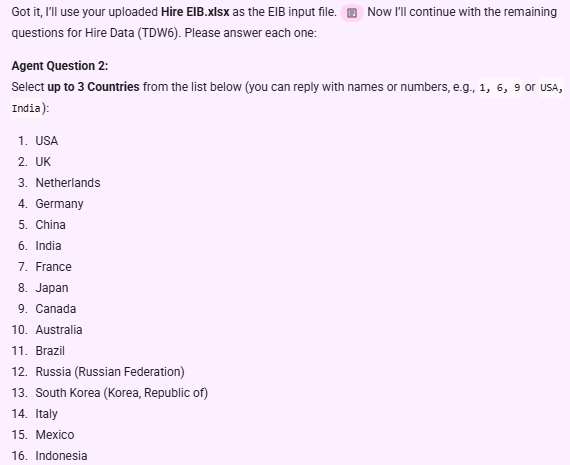 Got it, I'll use your uploaded Hire EIB.xlsx as the EIB input file. Now I'll continue with the remaining
questions for Hire Data (TDW6). Please answer each one:
Agent Question 2:
Select up to 3 Countries from the list below (you can reply with names or numbers, e.g., 1, 6, 9 or USA,
India):
1. USA
2. UK
3. Netherlands
4. Germany
5. China
6. India
7. France
8. Japan
9. Canada
10. Australia
11. Brazil
12. Russia (Russian Federation)
13. South Korea (Korea, Republic of)
14. Italy
15. Mexico
16. Indonesia